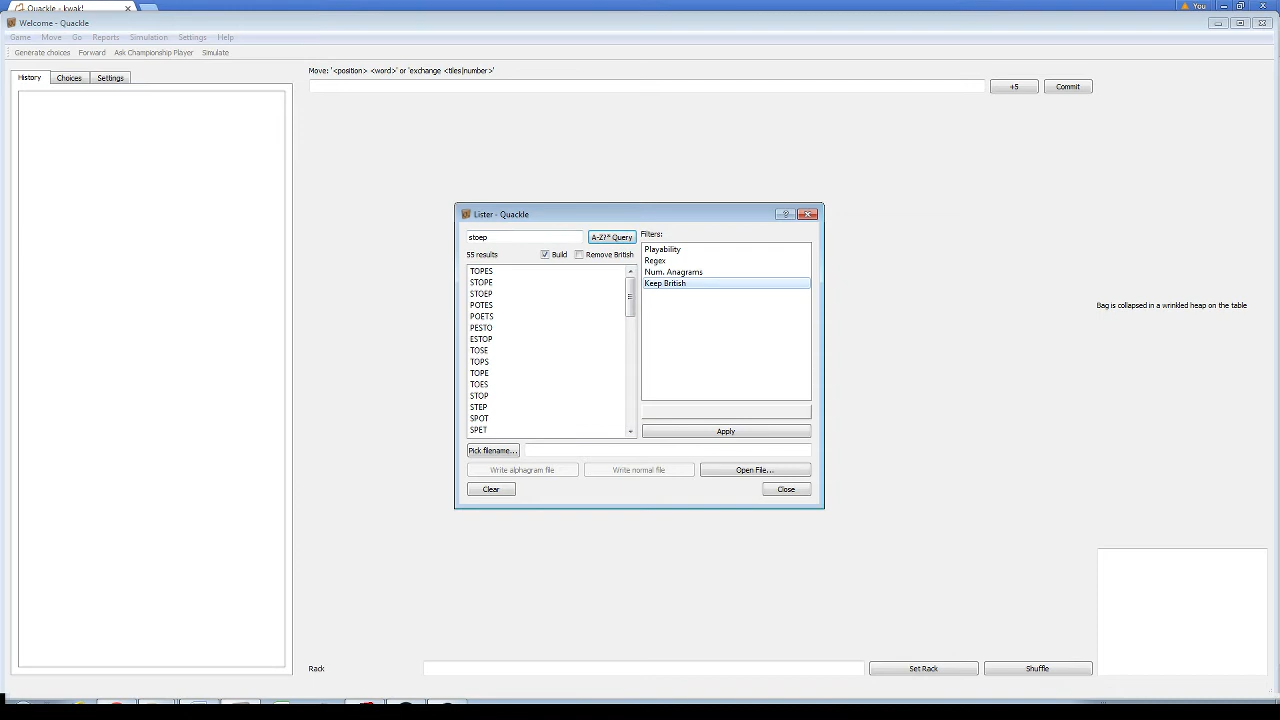 Quackle - kwak!
You
Welcome - Quackle
Game Move Go Reports Simulation Settings Help
Generate choices Forward Ask Championship Player Simulate
History Choices Settings
Move: '<position> <word>' or 'exchange <tiles|number>'
+5 Commit
Lister - Quackle
stoep A-Z?* Query
55 results Build Remove British
TOPES
STOPE
STOEP
POTES
POETS
PESTO
ESTOP
TOSE
TOPS
TOPE
TOES
STOP
STEP
SPOT
SPET
Filters:
Playability
Regex
Num. Anagrams
Keep British
Apply
Pick filename...
Write alphagram file Write normal file Open File...
Clear Close
Bag is collapsed in a wrinkled heap on the table
Rack Set Rack Shuffle